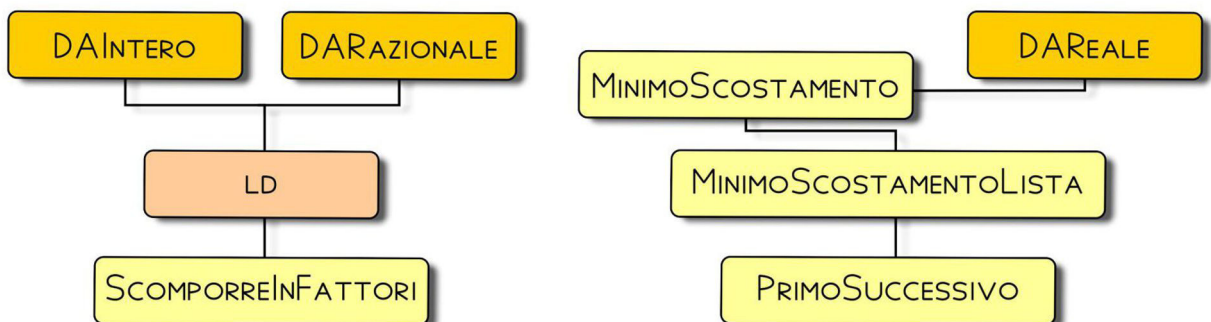 DAINTERO
DARAZIONALE
LD
SCOMPORREINFATTORI
DAREALE
MINIMOSCOSTAMENTO
MINIMOSCOSTAMENTOLISTA
PRIMOSUCCESSIVO